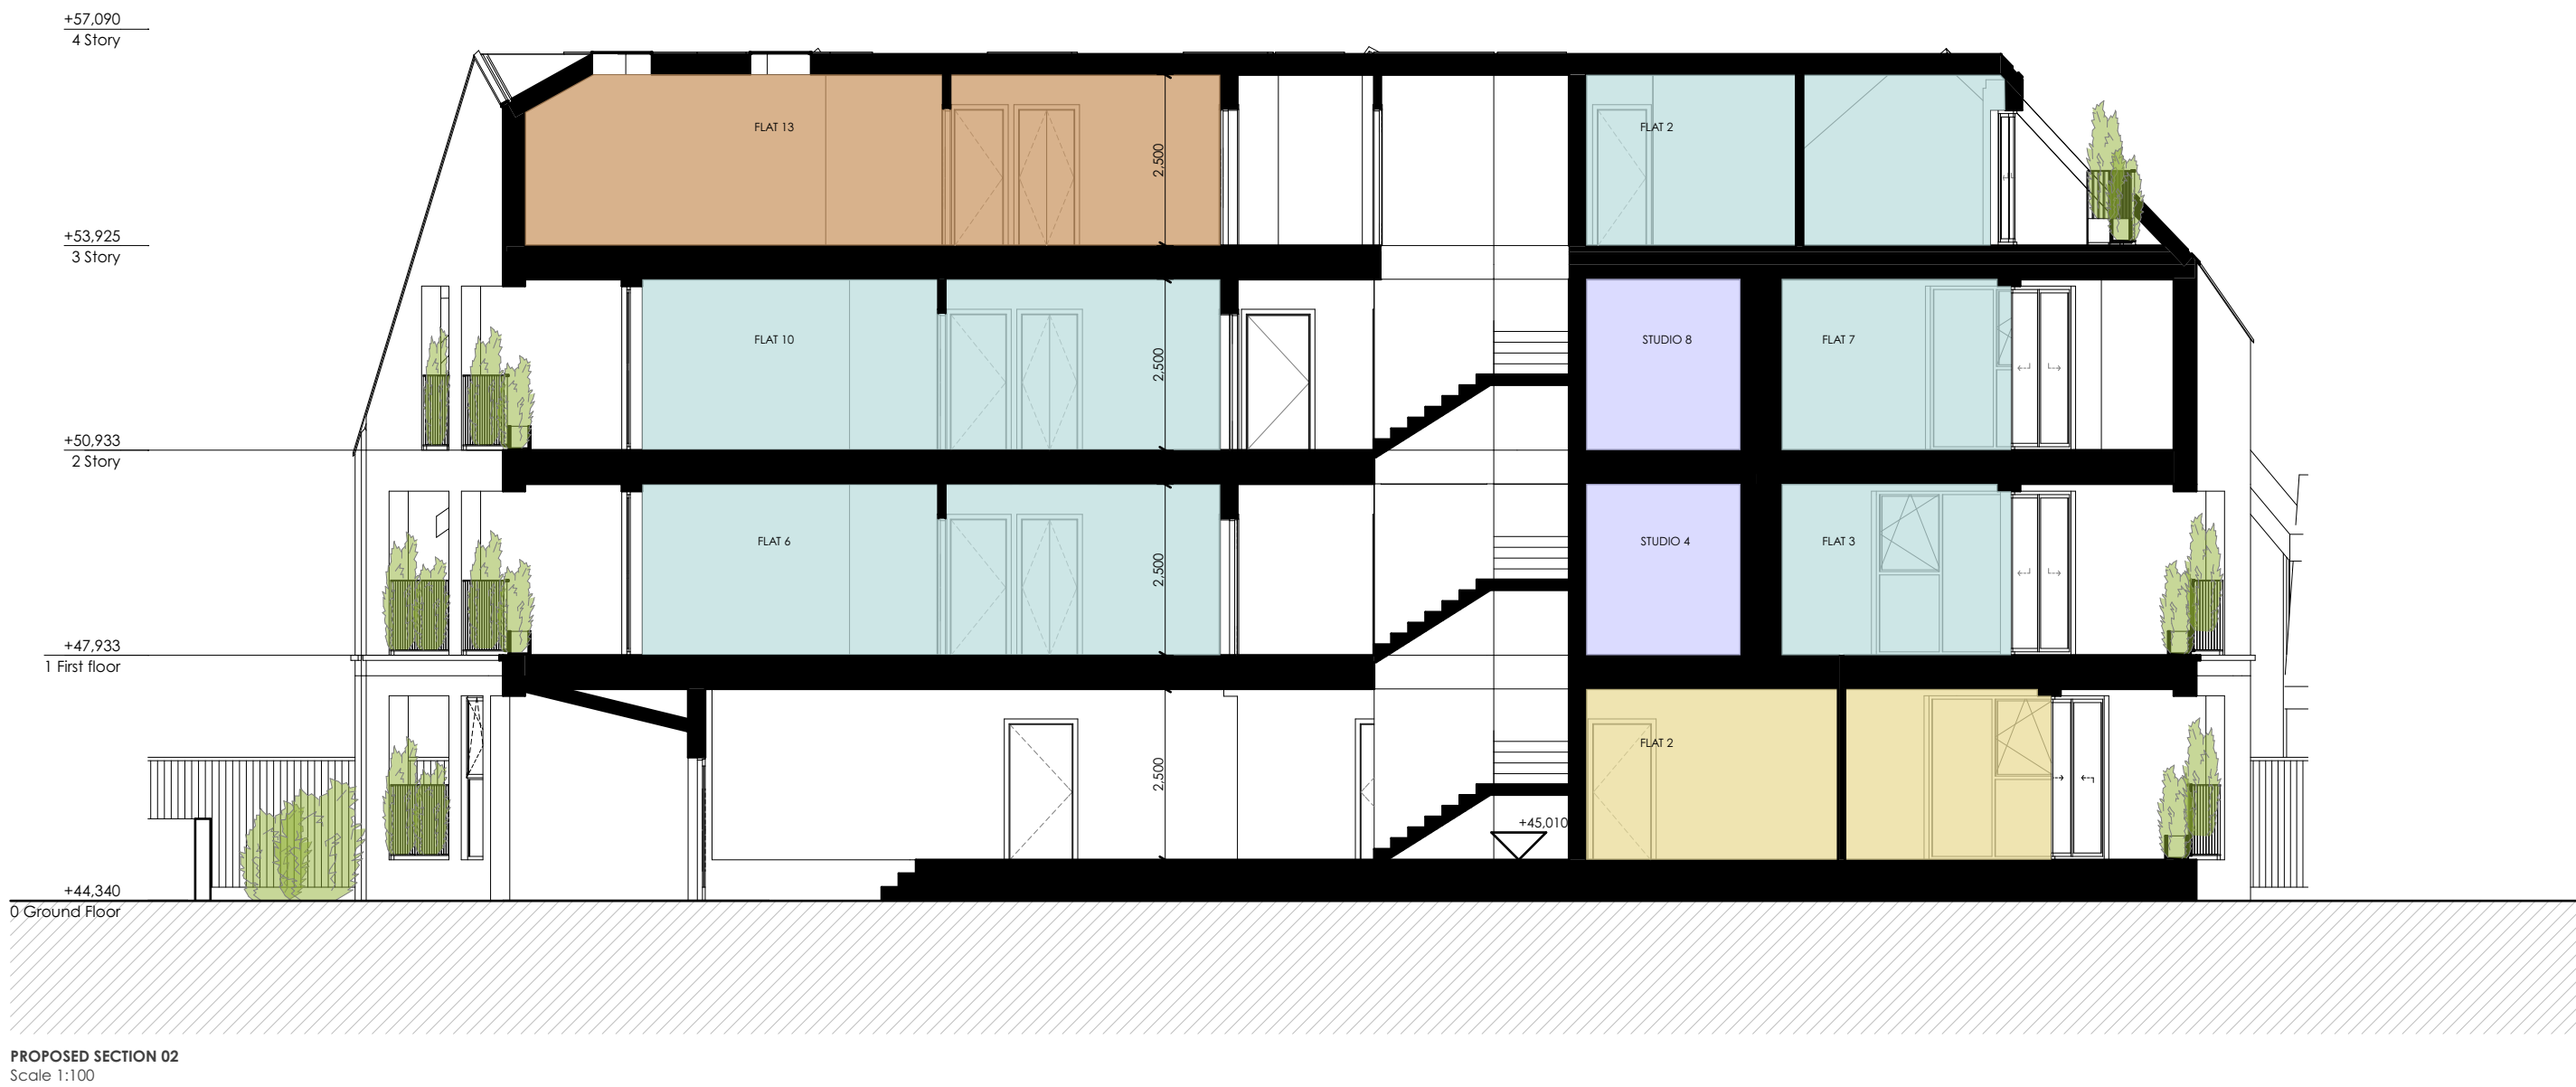 +57,090
4 Story
FLAT 13
2,500
FLAT 2
+53,925
3 Story
FLAT 10
2,500
STUDIO 8
FLAT 7
+50,933
2 Story
FLAT 6
2,500
STUDIO 4
FLAT 3
+47,933
1 First floor
FLAT 2
2,500
+45,010
+44,340
0 Ground Floor
PROPOSED SECTION 02
Scale 1:100